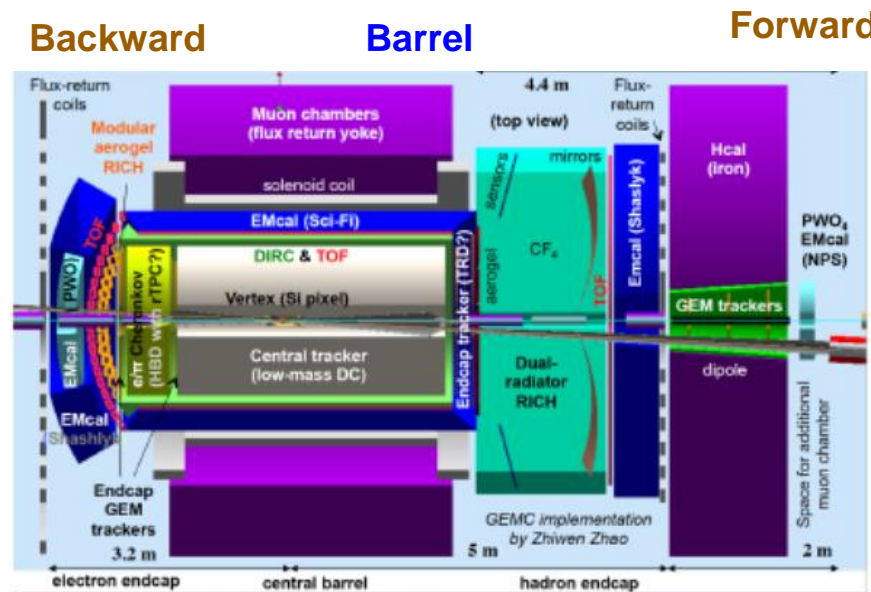 Backward
Barrel
Forward
Flux-return
coils
Modular
aerogel
RICH
Muon chambers
(flux return yoke)
4.4 m
(top view)
Flux-
return
coils
solenoid coil
mirrors
sensors
Hcal
(iron)
TOF
EMcal (Sci-Fi)
DIRC & TOF
CF₄
Emcal (Shaslyk)
PWO₄
EMcal
(NPS)
EMcal (PWO)
e/π Cherenkov
(HBD with rTPC?)
Vertex (Si pixel)
Endcap tracker (TRD?)
aerogel
TOF
GEM trackers
Central tracker
(low-mass DC)
Dual-
radiator
RICH
dipole
EMcal
Shashlyk
Space for additional
muon chamber
Endcap
GEM
trackers
GEMC implementation
by Zhiwen Zhao
3.2 m
5 m
2 m
electron endcap
central barrel
hadron endcap